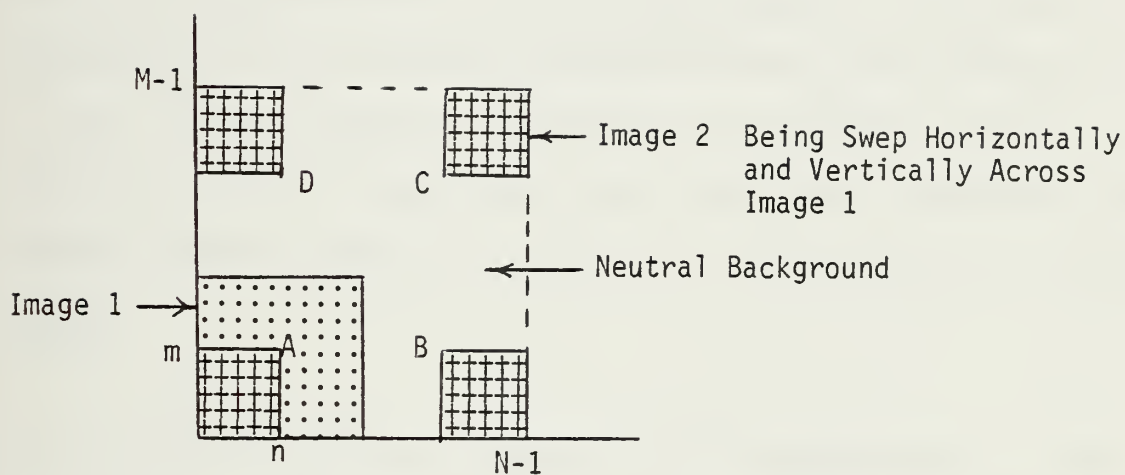 M-1
D
C
Image 2 Being Swep Horizontally
and Vertically Across
Image 1
Neutral Background
Image 1
m
A
B
n
N-1